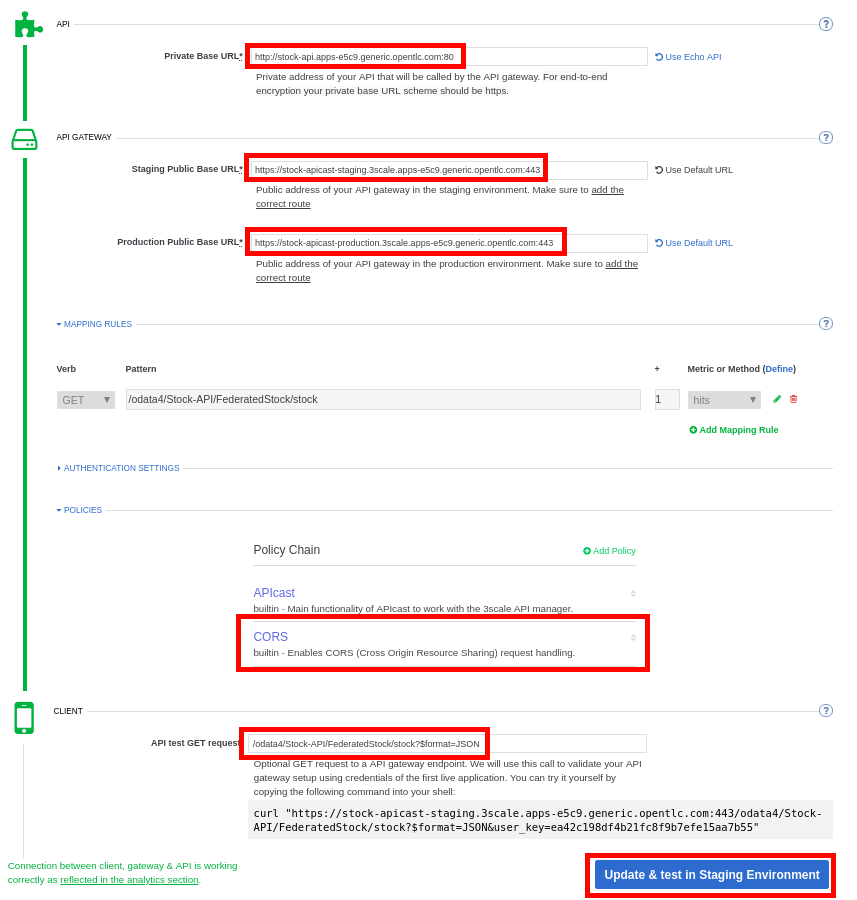 API
?
Private Base URL*
http://stock-api.apps-e5c9.generic.opentlc.com:80
Use Echo API
Private address of your API that will be called by the API gateway. For end-to-end
encryption your private base URL scheme should be https.
API GATEWAY
?
Staging Public Base URL*
https://stock-apicast-staging.3scale.apps-e5c9.generic.opentlc.com:443
Use Default URL
Public address of your API gateway in the staging environment. Make sure to add the
correct route
Production Public Base URL*
https://stock-apicast-production.3scale.apps-e5c9.generic.opentlc.com:443
Use Default URL
Public address of your API gateway in the production environment. Make sure to add the
correct route
MAPPING RULES
?
Verb Pattern + Metric or Method (Define)
GET /odata4/Stock-API/FederatedStock/stock 1 hits
Add Mapping Rule
AUTHENTICATION SETTINGS
POLICIES
Policy Chain Add Policy
APIcast
builtin - Main functionality of APIcast to work with the 3scale API manager.
CORS
builtin - Enables CORS (Cross Origin Resource Sharing) request handling.
CLIENT
?
API test GET request
/odata4/Stock-API/FederatedStock/stock?$format=JSON
Optional GET request to a API gateway endpoint. We will use this call to validate your API
gateway setup using credentials of the first live application. You can try it yourself by
copying the following command into your shell:
curl "https://stock-apicast-staging.3scale.apps-e5c9.generic.opentlc.com:443/odata4/Stock-
API/FederatedStock/stock?$format=JSON&user_key=ea42c198df4b21fc8f9b7efe15aa7b55"
Connection between client, gateway & API is working
correctly as reflected in the analytics section.
Update & test in Staging Environment